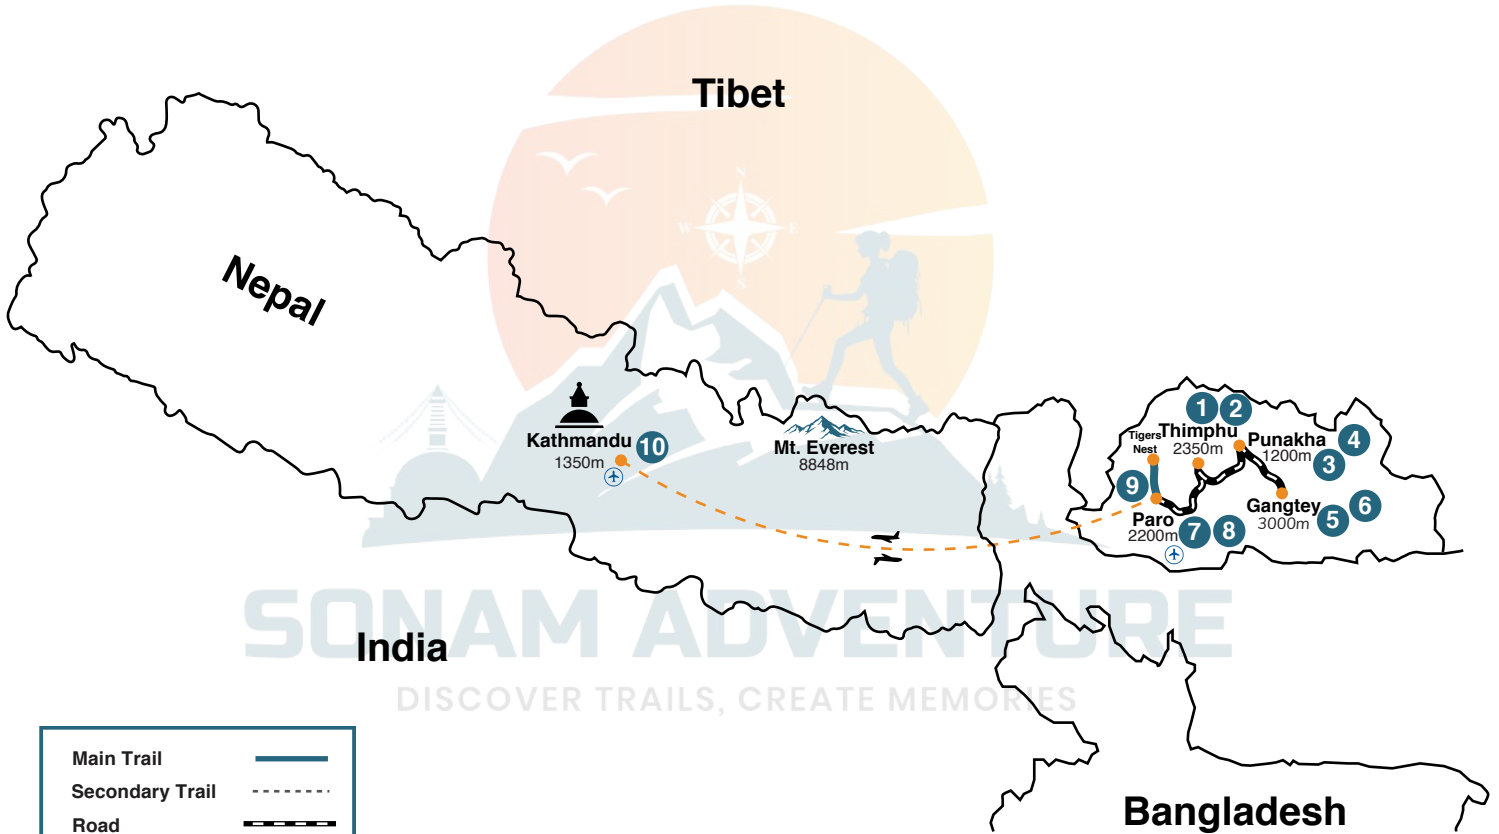 Tibet
N
W E
S
Nepal
Kathmandu 10
1350m
Mt. Everest
8848m
1 2
Tigers
Nest
Thimphu
2350m
Punakha 4
1200m 3
9
Gangtey 5 6
3000m
Paro 7 8
2200m
SONAM ADVENTURE
DISCOVER TRAILS, CREATE MEMORIES
India
Bangladesh
Main Trail
Secondary Trail
Road